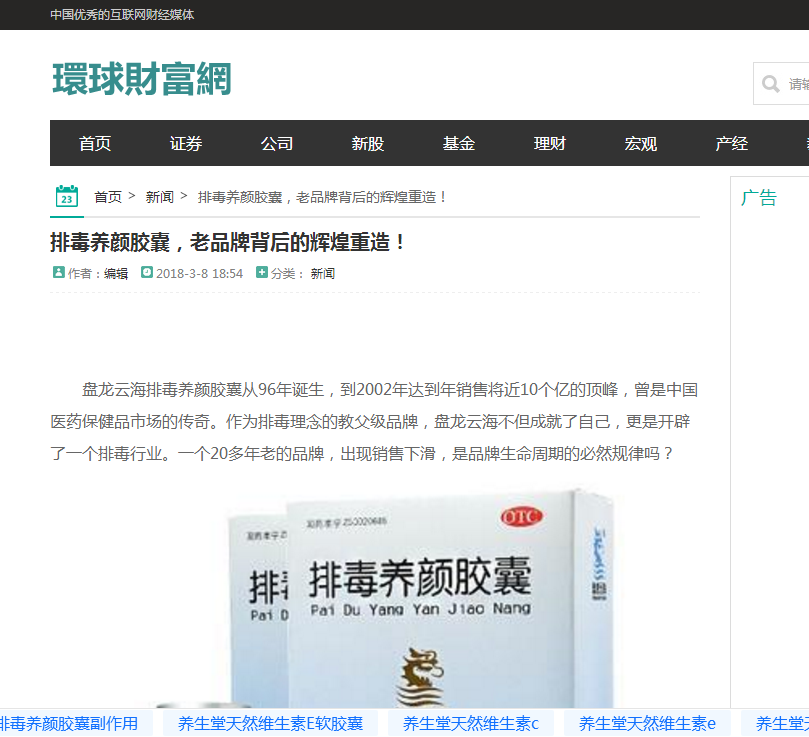 中国优秀的互联网财经媒体
環球財富網
首页 证券 公司 新股 基金 理财 宏观 产经
23 首页 > 新闻 > 排毒养颜胶囊，老品牌背后的辉煌重造！
广告
排毒养颜胶囊，老品牌背后的辉煌重造！
作者：编辑 2018-3-8 18:54 分类： 新闻
盘龙云海排毒养颜胶囊从96年诞生，到2002年达到年销售将近10个亿的顶峰，曾是中国
医药保健品市场的传奇。作为排毒理念的教父级品牌，盘龙云海不但成就了自己，更是开辟
了一个排毒行业。一个20多年老的品牌，出现销售下滑，是品牌生命周期的必然规律吗？
OTC
排毒养颜胶囊
Pai Du Yang Yan Jiao Nang
排毒
Pai D
排毒养颜胶囊副作用 养生堂天然维生素E软胶囊 养生堂天然维生素c 养生堂天然维生素e 养生堂天